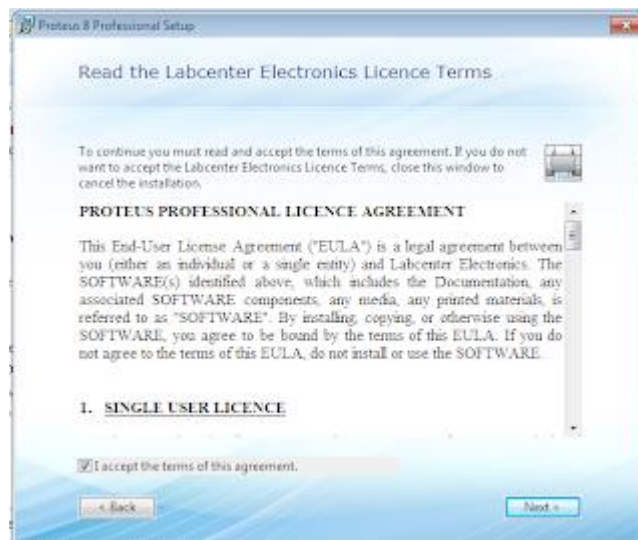 Proteus 8 Professional Setup
Read the Labcenter Electronics Licence Terms
To continue you must read and accept the terms of this agreement. If you do not
want to accept the Labcenter Electronics Licence Terms, close this window to
cancel the installation.
PROTEUS PROFESSIONAL LICENCE AGREEMENT
This End-User License Agreement ("EULA") is a legal agreement between
you (either an individual or a single entity) and Labcenter Electronics. The
SOFTWARE(s) identified above, which includes the Documentation, any
associated SOFTWARE components, any media, any printed materials, is
referred to as "SOFTWARE". By installing, copying, or otherwise using the
SOFTWARE, you agree to be bound by the terms of this EULA. If you do
not agree to the terms of this EULA, do not install or use the SOFTWARE.
1. SINGLE USER LICENCE
I accept the terms of this agreement.
< Back
Next >